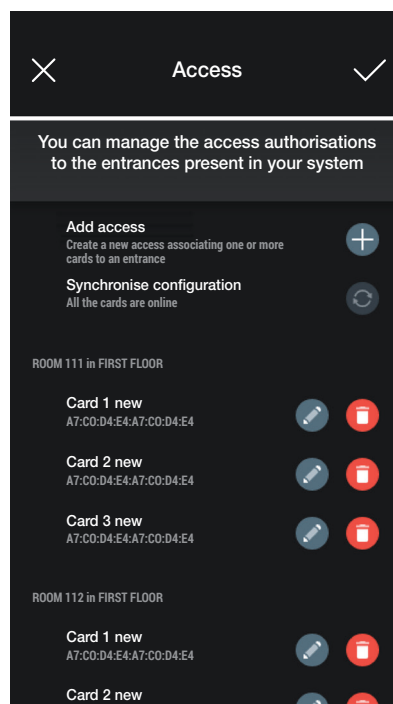 Access
You can manage the access authorisations
to the entrances present in your system
Add access
Create a new access associating one or more
cards to an entrance
Synchronise configuration
All the cards are online
ROOM 111 in FIRST FLOOR
Card 1 new
A7:C0:D4:E4:A7:C0:D4:E4
Card 2 new
A7:C0:D4:E4:A7:C0:D4:E4
Card 3 new
A7:C0:D4:E4:A7:C0:D4:E4
ROOM 112 in FIRST FLOOR
Card 1 new
A7:C0:D4:E4:A7:C0:D4:E4
Card 2 new